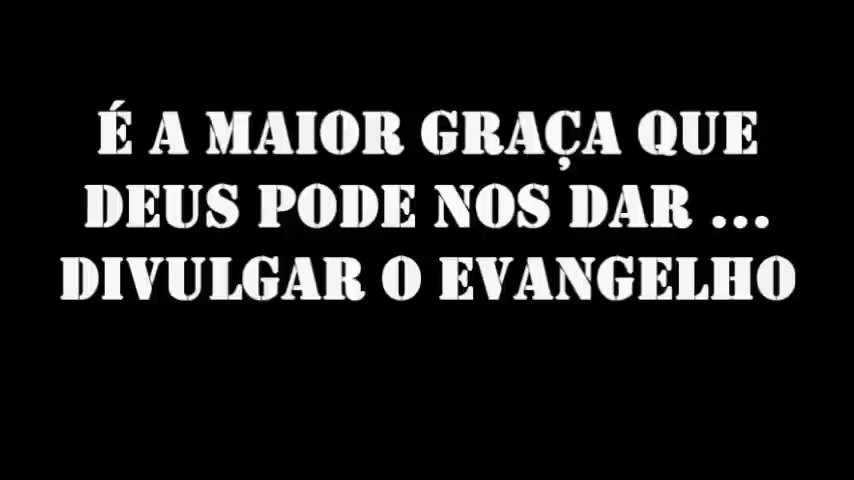 É A MAIOR GRAÇA QUE
DEUS PODE NOS DAR ...
DIVULGAR O EVANGELHO